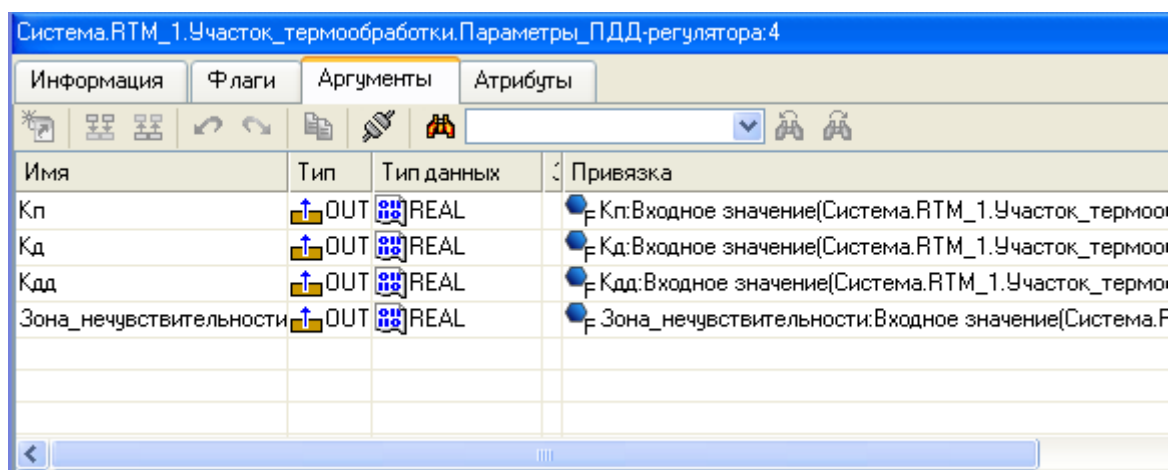 Система.RTM_1.Участок_термообработки.Параметры_ПДД-регулятора:4
Информация Флаги Аргументы Атрибуты
Имя Тип Тип данных Привязка
Кп OUT REAL Кп:Входное значение(Система.RTM_1.Участок_термоо
Кд OUT REAL Кд:Входное значение(Система.RTM_1.Участок_термоо
Кдд OUT REAL Кдд:Входное значение(Система.RTM_1.Участок_термо
Зона_нечувствительности OUT REAL Зона_нечувствительности:Входное значение(Система.F